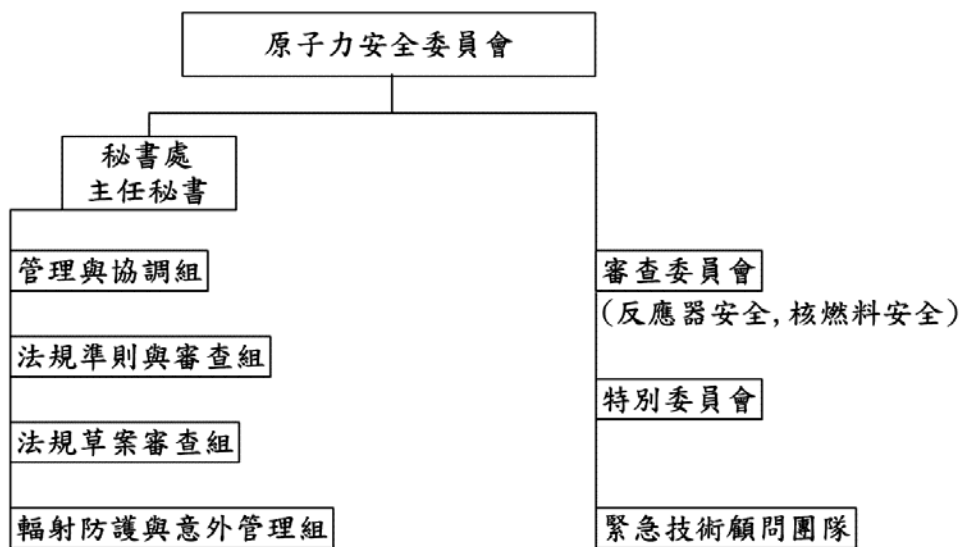 原子力安全委員會
秘書處
主任秘書
管理與協調組
法規準則與審查組
法規草案審查組
輻射防護與意外管理組
審查委員會
(反應器安全,核燃料安全)
特別委員會
緊急技術顧問團隊